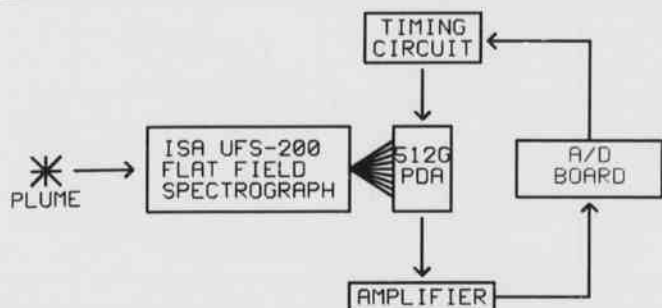 TIMING
CIRCUIT
ISA UFS-200
FLAT FIELD
SPECTROGRAPH
512G
PDA
A/D
BOARD
PLUME
AMPLIFIER